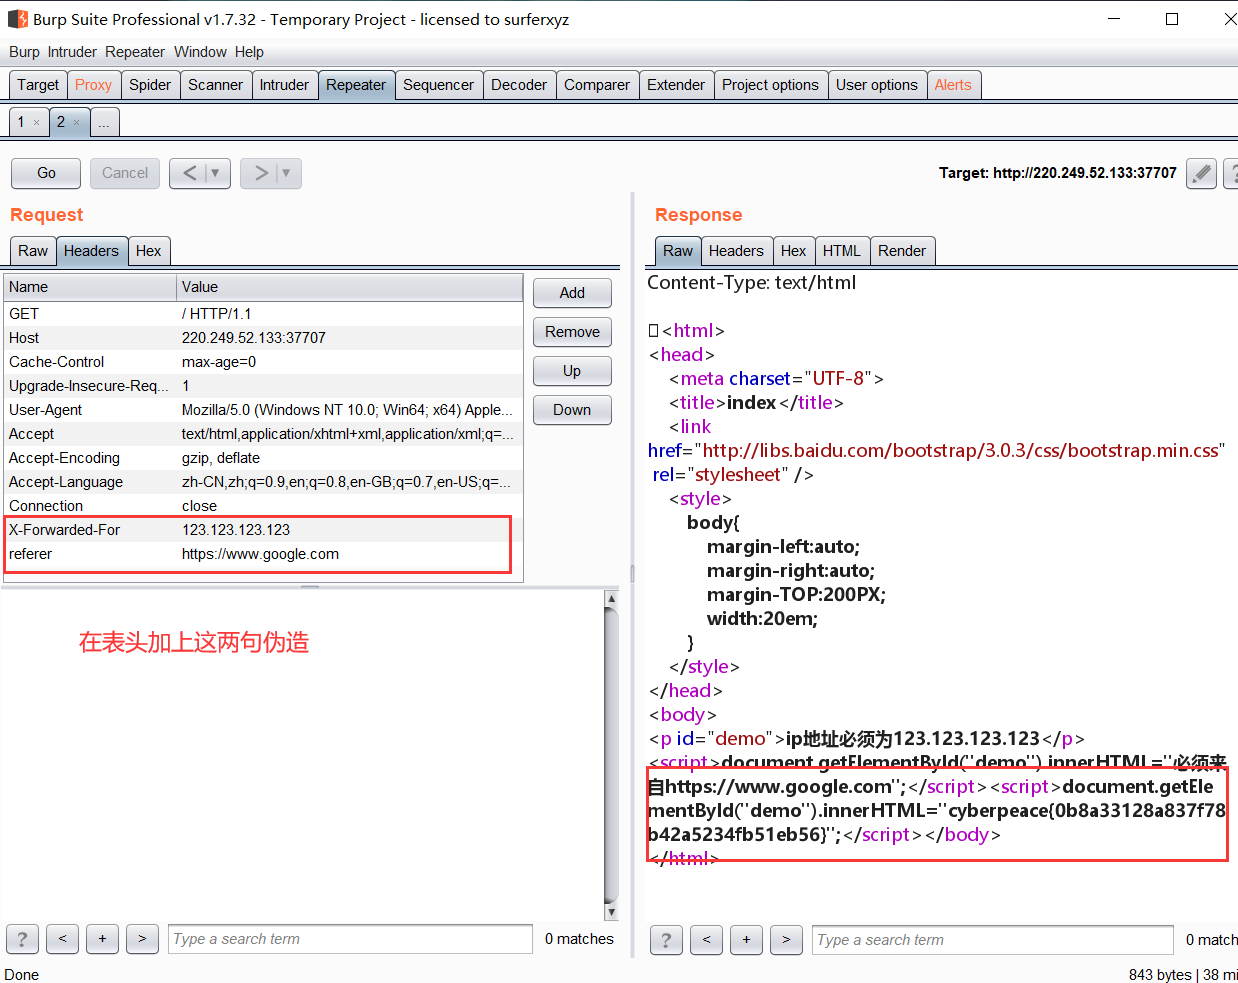 Burp Suite Professional v1.7.32 - Temporary Project - licensed to surferxyz
Burp Intruder Repeater Window Help
Target Proxy Spider Scanner Intruder Repeater Sequencer Decoder Comparer Extender Project options User options Alerts
1 × 2 × ...
Go Cancel < ▼ > ▼ Target: http://220.249.52.133:37707 ?
Request
Raw Headers Hex
Name Value
GET / HTTP/1.1
Host 220.249.52.133:37707
Cache-Control max-age=0
Upgrade-Insecure-Req... 1
User-Agent Mozilla/5.0 (Windows NT 10.0; Win64; x64) Apple...
Accept text/html,application/xhtml+xml,application/xml;q=...
Accept-Encoding gzip, deflate
Accept-Language zh-CN,zh;q=0.9,en;q=0.8,en-GB;q=0.7,en-US;q=...
Connection close
X-Forwarded-For 123.123.123.123
referer https://www.google.com
Add
Remove
Up
Down
在表头加上这两句伪造
? < + > Type a search term 0 matches
Done
Response
Raw Headers Hex HTML Render
Content-Type: text/html
<html>
<head>
<meta charset="UTF-8">
<title>index</title>
<link
href="http://libs.baidu.com/bootstrap/3.0.3/css/bootstrap.min.css"
rel="stylesheet" />
<style>
body{
margin-left:auto;
margin-right:auto;
margin-TOP:200PX;
width:20em;
}
</style>
</head>
<body>
<p id="demo">ip地址必须为123.123.123.123</p>
<script>document.getElementById("demo").innerHTML="必须来
自https://www.google.com";</script><script>document.getEle
mentById("demo").innerHTML="cyberpeace{0b8a33128a837f78
b42a5234fb51eb56}";</script></body>
</html>
? < + > Type a search term 0 match
843 bytes | 38 mi